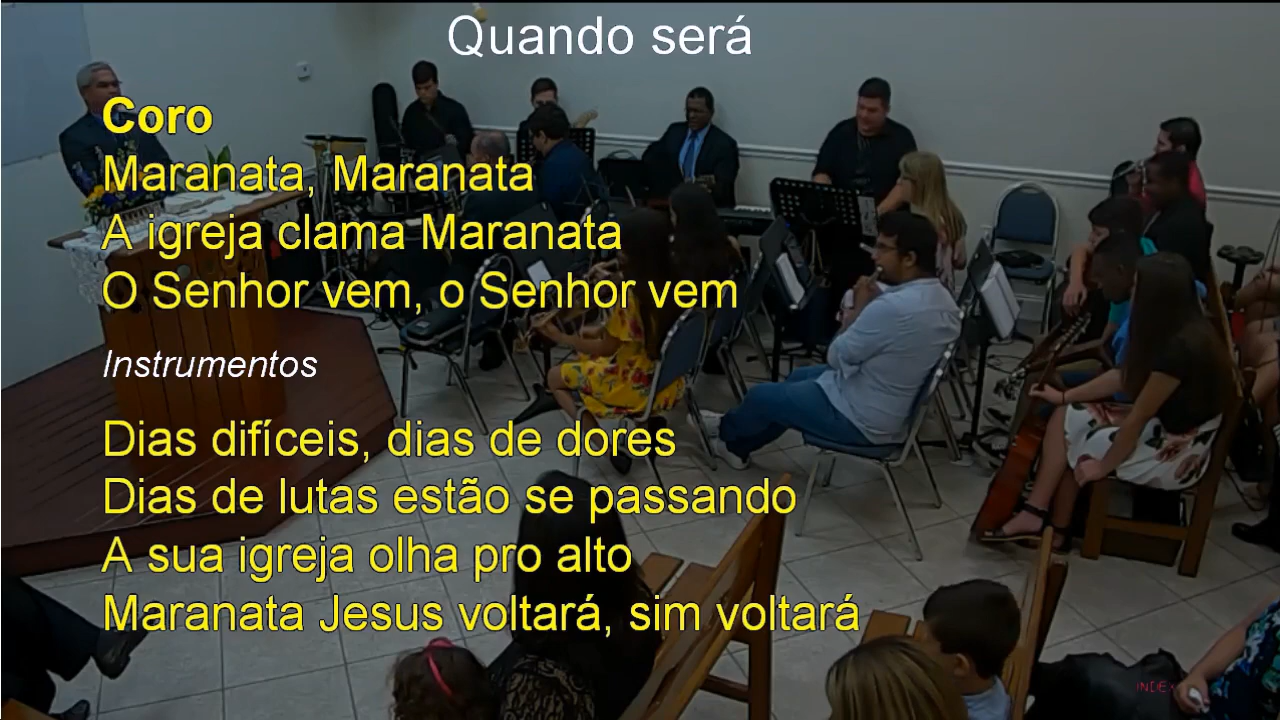 Quando será
Coro
Maranata, Maranata
A igreja clama Maranata
O Senhor vem, o Senhor vem
Instrumentos
Dias difíceis, dias de dores
Dias de lutas estão se passando
A sua igreja olha pro alto
Maranata Jesus voltará, sim voltará